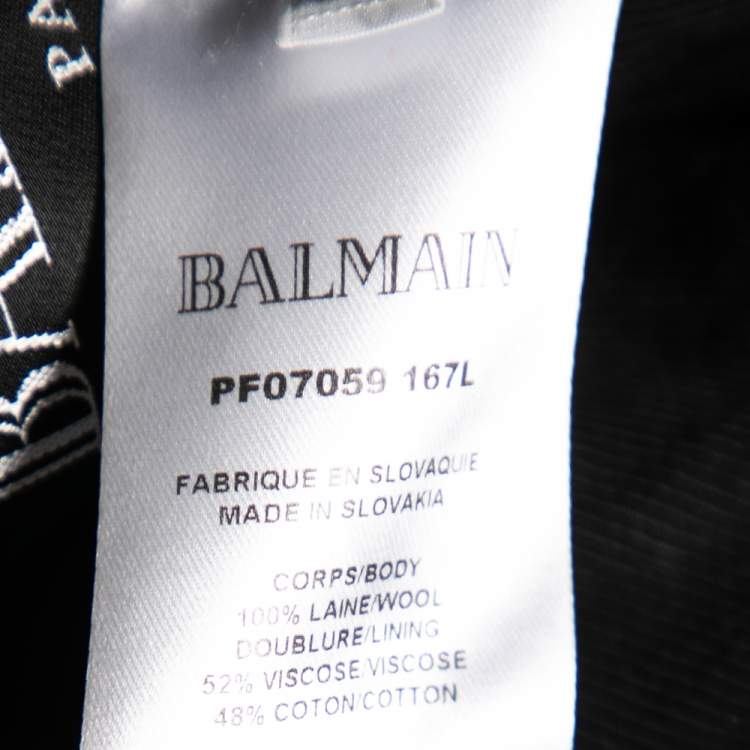 BALMAIN
PF07059 167L
FABRIQUE EN SLOVAQUIE
MADE IN SLOVAKIA
CORPS/BODY
100% LAINE/WOOL
DOUBLURE/LINING
52% VISCOSE/VISCOSE
48% COTON/COTTON